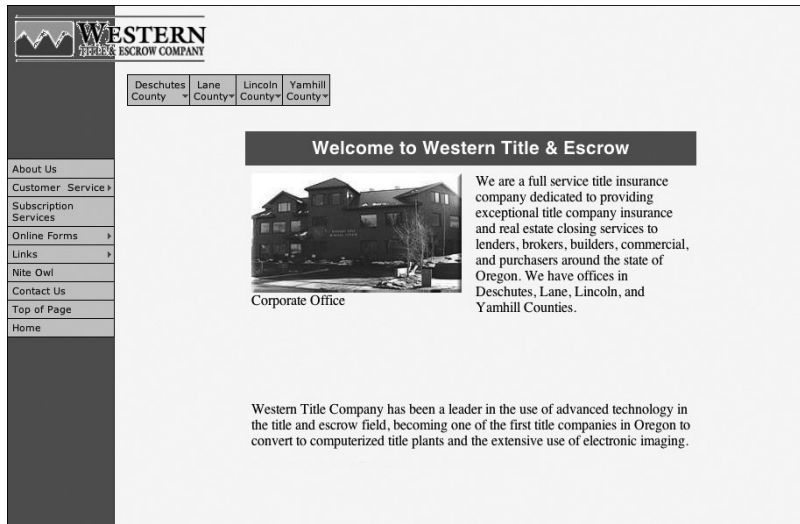 WESTERN
TITLE & ESCROW COMPANY
Deschutes County
Lane County
Lincoln County
Yamhill County
Welcome to Western Title & Escrow
About Us
Customer Service
Subscription
Services
Online Forms
Links
Nite Owl
Contact Us
Top of Page
Home
We are a full service title insurance
company dedicated to providing
exceptional title company insurance
and real estate closing services to
lenders, brokers, builders, commercial,
and purchasers around the state of
Oregon. We have offices in
Deschutes, Lane, Lincoln, and
Yamhill Counties.
Corporate Office
Western Title Company has been a leader in the use of advanced technology in
the title and escrow field, becoming one of the first title companies in Oregon to
convert to computerized title plants and the extensive use of electronic imaging.